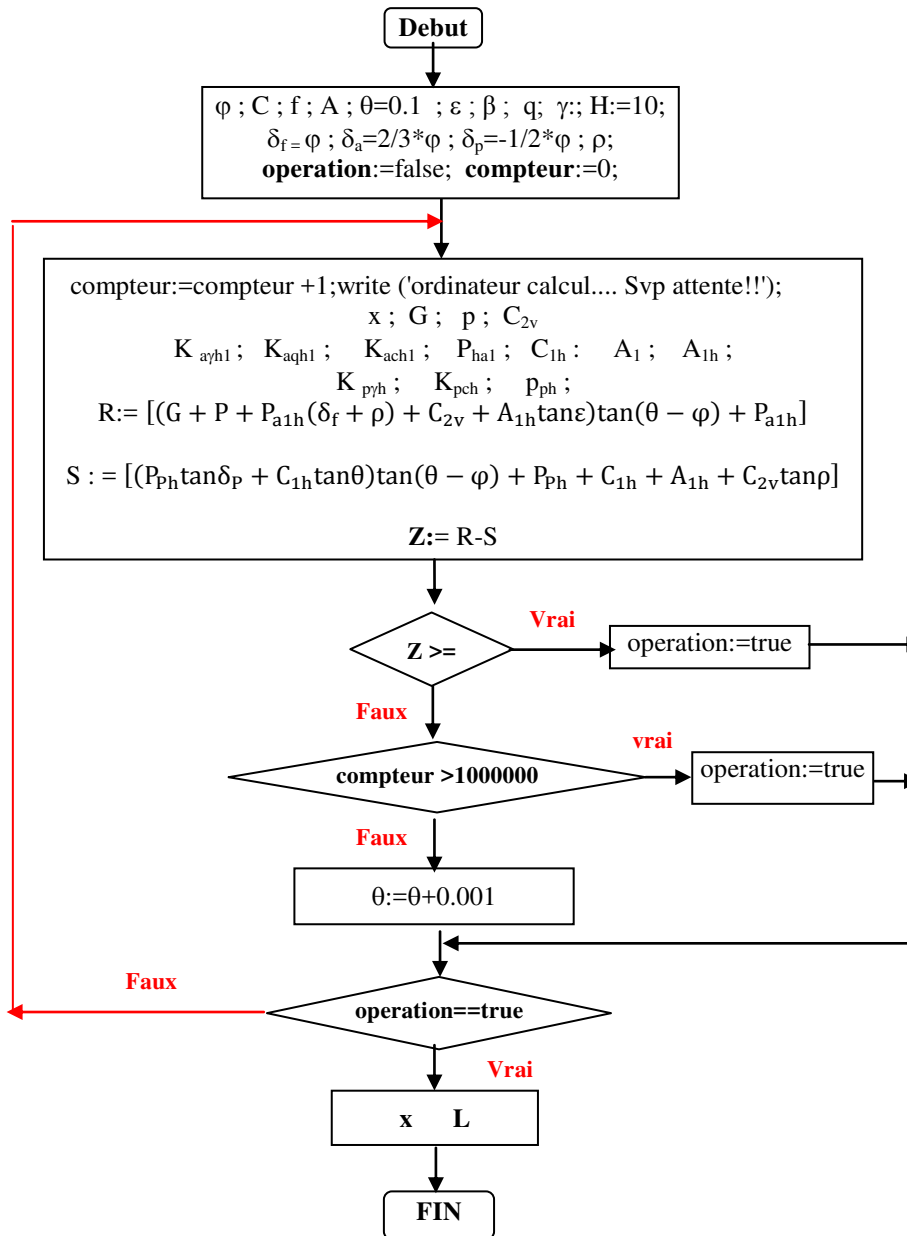 Debut
φ ; C ; f ; A ; θ=0.1 ; ε ; β ; q; γ:; H:=10;
δf = φ ; δa=2/3*φ ; δp=-1/2*φ ; ρ;
operation:=false; compteur:=0;
compteur:=compteur +1;write ('ordinateur calcul.... Svp attente!!');
x ; G ; p ; C2v
K aγh1 ; Kaqh1 ; Kach1 ; Pha1 ; C1h : A1 ; A1h ;
K pγh ; Kpch ; pph ;
R:= [(G + P + Pa1h(δf + ρ) + C2v + A1htanε)tan(θ − φ) + Pa1h]
S : = [(PPhtanδP + C1htanθ)tan(θ − φ) + PPh + C1h + A1h + C2vtanρ]
Z:= R-S
Z >=
Vrai
operation:=true
Faux
compteur >1000000
vrai
operation:=true
Faux
θ:=θ+0.001
operation==true
Faux
Vrai
x L
FIN